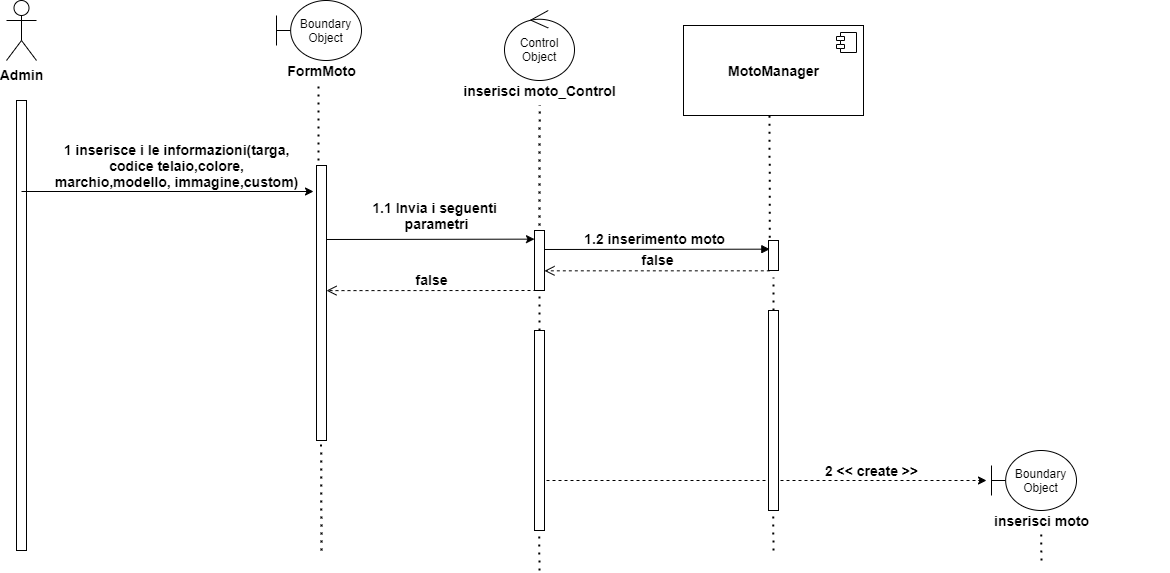 Boundary
Object
FormMoto
Control
Object
inserisci moto_Control
MotoManager
Admin
1 inserisce i le informazioni(targa,
codice telaio,colore,
marchio,modello, immagine,custom)
1.1 Invia i seguenti
parametri
1.2 inserimento moto
false
false
2 << create >>
Boundary
Object
inserisci moto